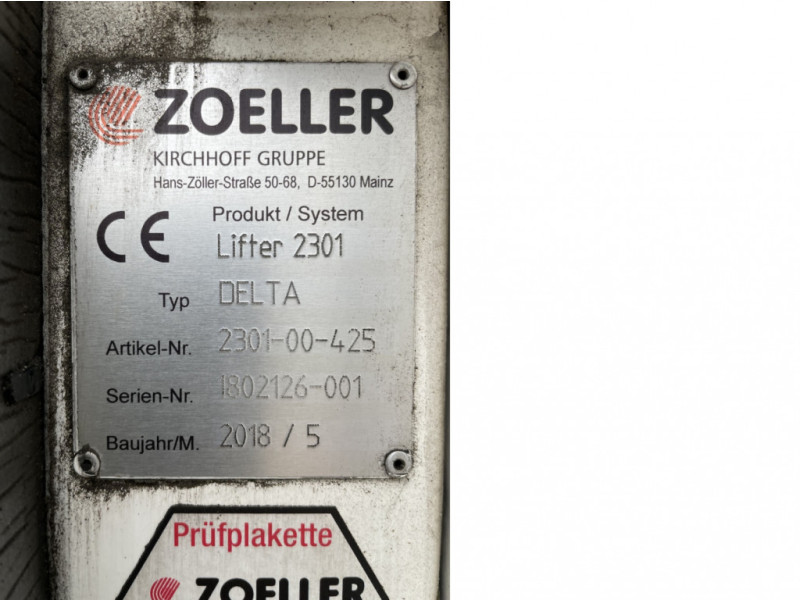 ZOELLER
KIRCHHOFF GRUPPE
Hans-Zöller-Straße 50-68, D-55130 Mainz
CE
Produkt / System
Lifter 2301
Typ DELTA
Artikel-Nr. 2301-00-425
Serien-Nr. 1802126-001
Baujahr/M. 2018 / 5
Prüfplakette
ZOELLER